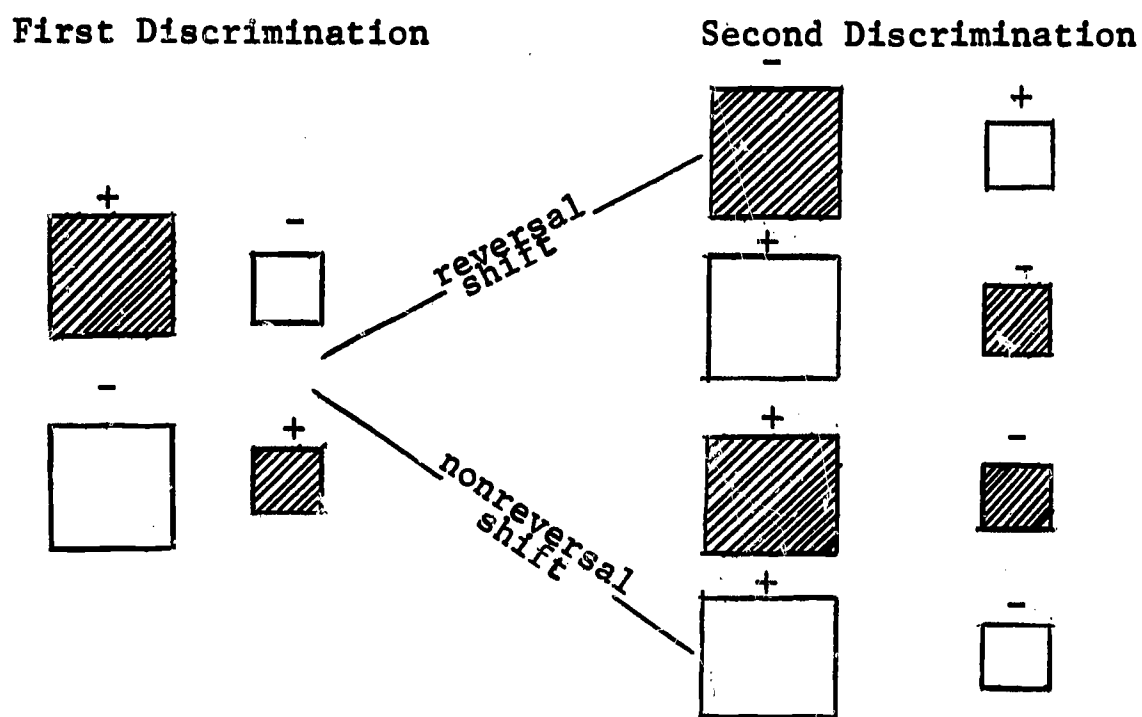 First Discrimination
Second Discrimination
- +
+ -
reversal
shift
+ -
- +
+ -
nonreversal
shift
+ -